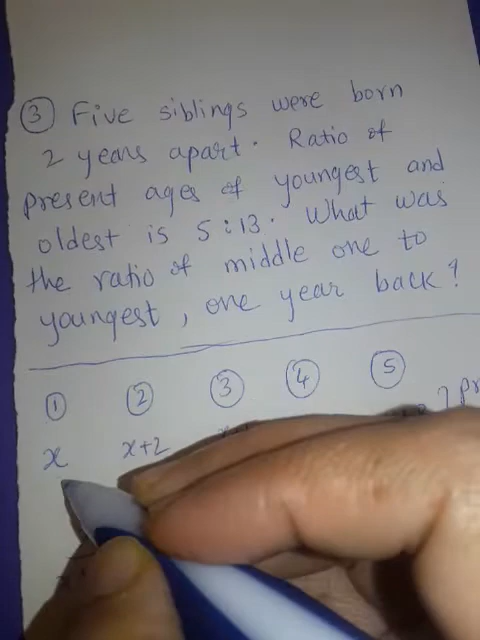 ③ Five siblings were born
2 years apart. Ratio of
present ages of youngest and
oldest is 5:13. What was
the ratio of middle one to
youngest, one year back?
① ② ③ ④ ⑤
x x+2